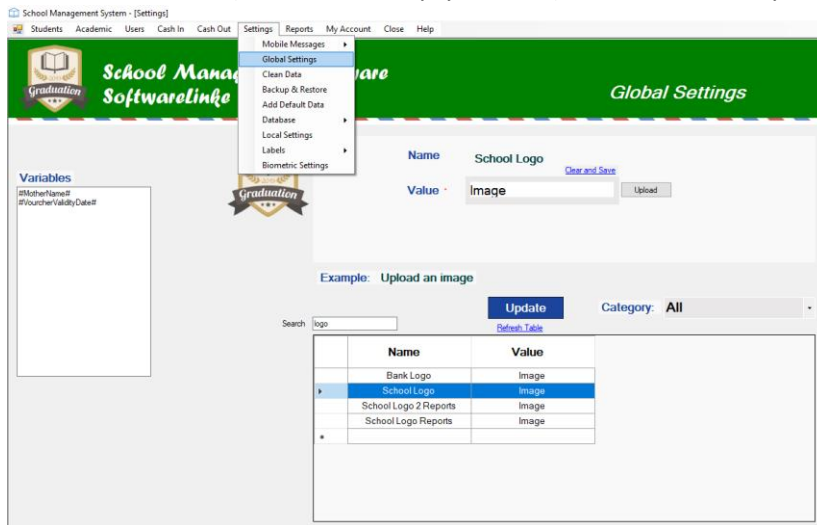 School Management System - [Settings]
Students Academic Users Cash In Cash Out Settings Reports My Account Close Help
Mobile Messages
Global Settings
Clean Data
Backup & Restore
Add Default Data
Database
Local Settings
Labels
Biometric Settings
Graduation
School Manag
ware
SoftwareLinke
Global Settings
Variables
#MotherName#
#VourcherValidityDate#
Graduation
Name School Logo
Clear and Save
Value * Image Upload
Example: Upload an image
Update Category: All
Search logo Refresh Table
Name Value
Bank Logo Image
School Logo Image
School Logo 2 Reports Image
School Logo Reports Image